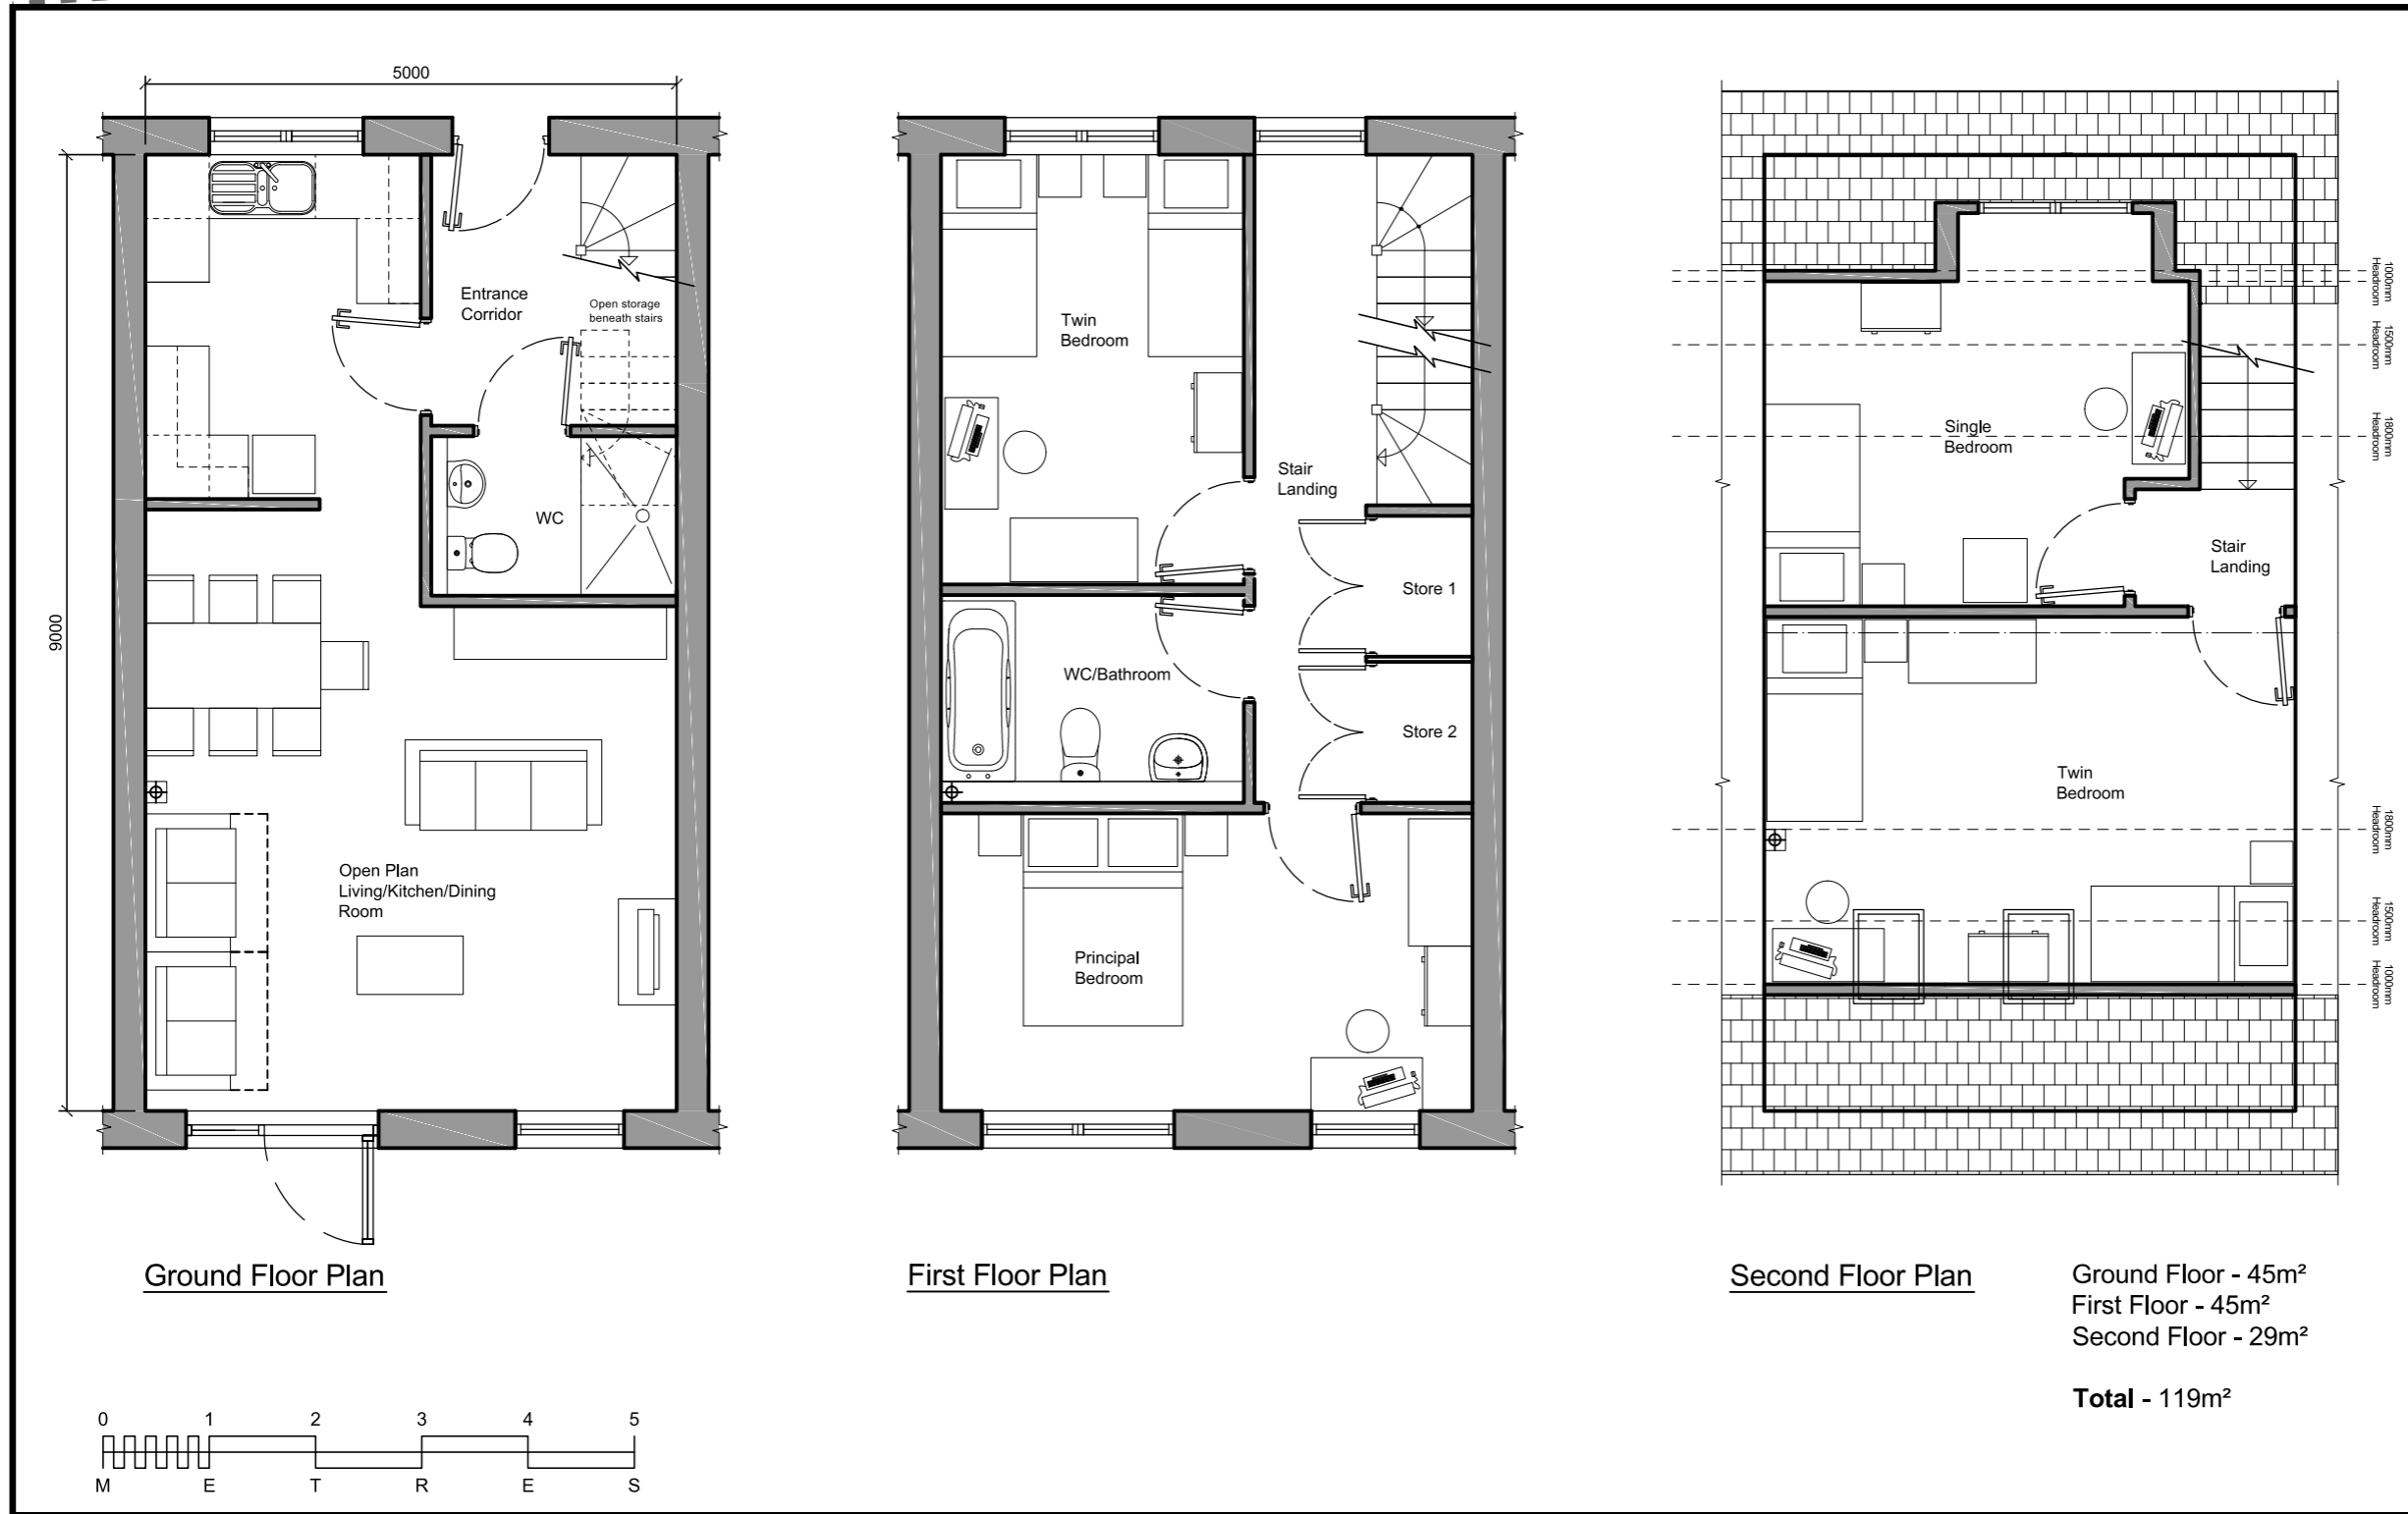 5000
9000
Entrance
Corridor
Open storage
beneath stairs
WC
Open Plan
Living/Kitchen/Dining
Room
Ground Floor Plan
Twin
Bedroom
Stair
Landing
Store 1
WC/Bathroom
Store 2
Principal
Bedroom
First Floor Plan
1000mm
Headroom
1500mm
Headroom
1800mm
Headroom
Single
Bedroom
Stair
Landing
Twin
Bedroom
1800mm
Headroom
1500mm
Headroom
1000mm
Headroom
Second Floor Plan
Ground Floor - 45m²
First Floor - 45m²
Second Floor - 29m²
Total - 119m²
0 1 2 3 4 5
M E T R E S